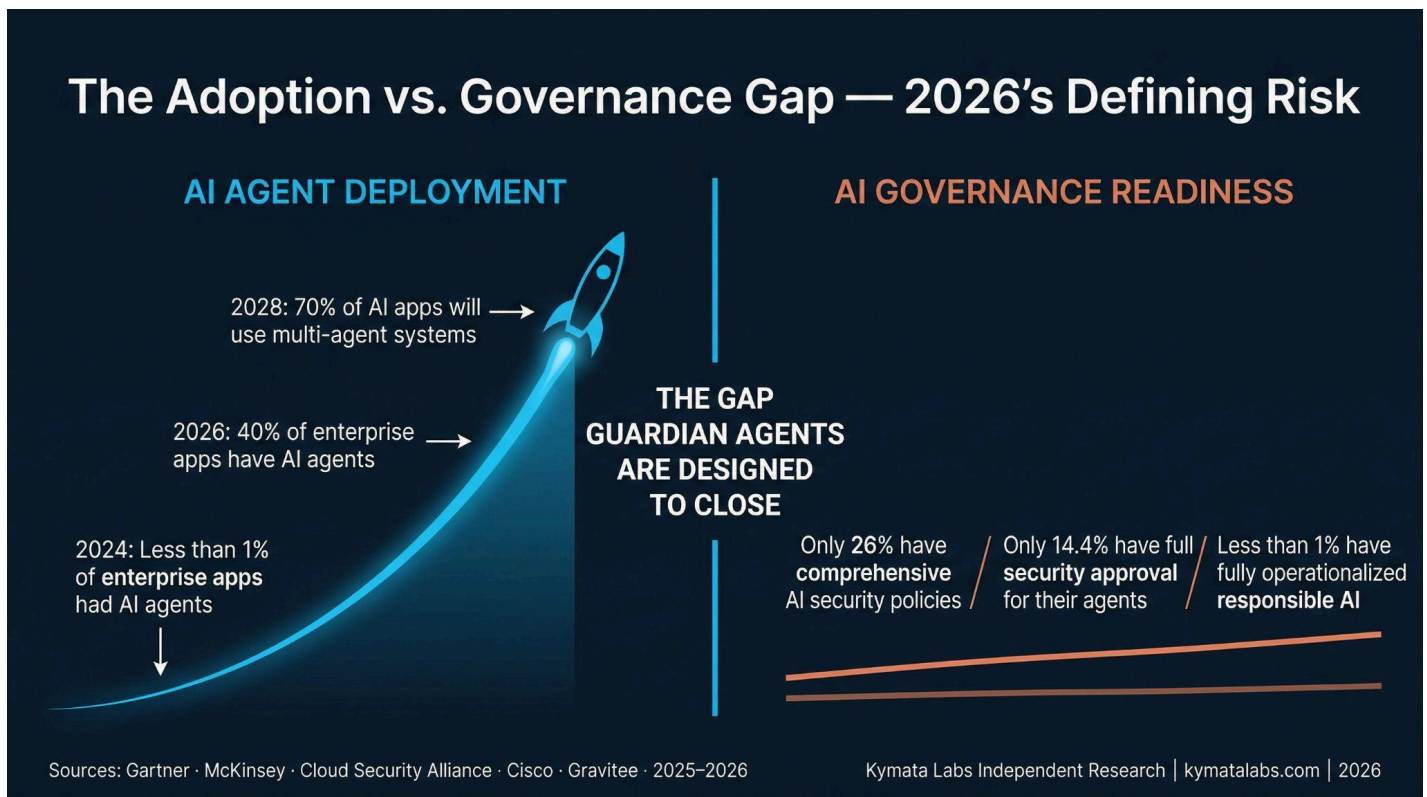 The Adoption vs. Governance Gap — 2026’s Defining Risk
AI AGENT DEPLOYMENT
2028: 70% of AI apps will
use multi-agent systems
2026: 40% of enterprise
apps have AI agents
2024: Less than 1%
of enterprise apps
had AI agents
THE GAP
GUARDIAN AGENTS
ARE DESIGNED
TO CLOSE
AI GOVERNANCE READINESS
Only 26% have
comprehensive
AI security policies
Only 14.4% have full
security approval
for their agents
Less than 1% have
fully operationalized
responsible AI
Sources: Gartner · McKinsey · Cloud Security Alliance · Cisco · Gravitee · 2025–2026
Kymata Labs Independent Research | kymatalabs.com | 2026